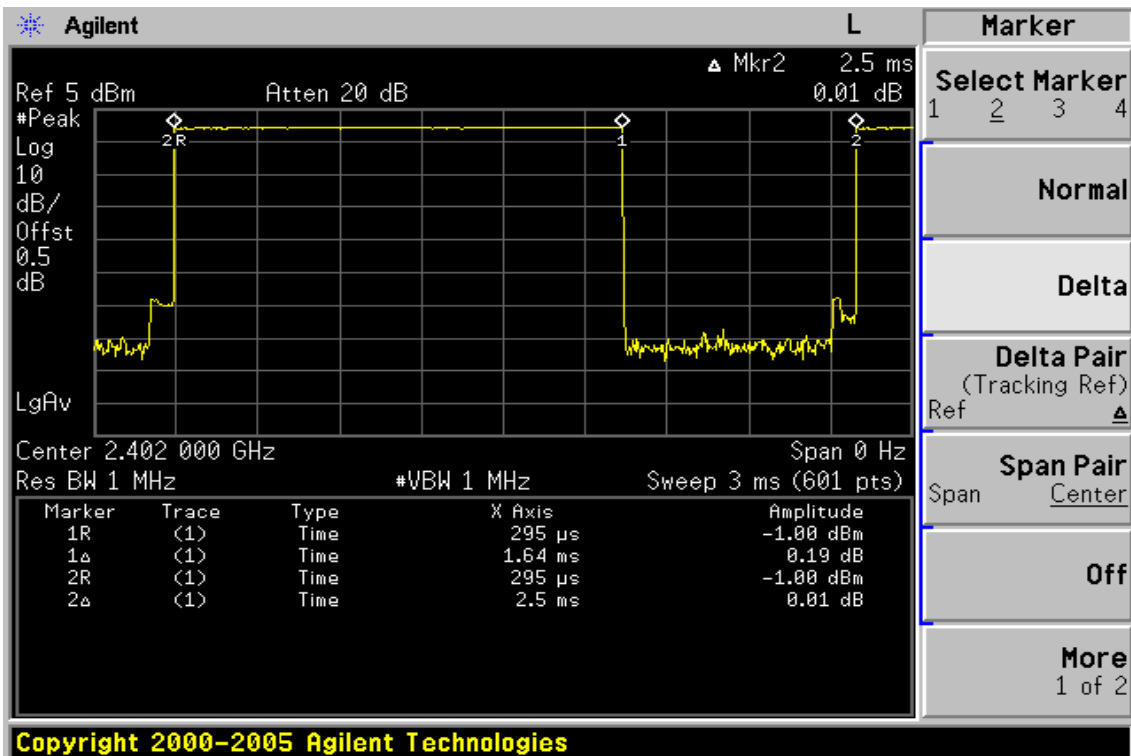 Agilent L Marker
Δ Mkr2 2.5 ms
Ref 5 dBm Atten 20 dB 0.01 dB
#Peak
Log
10
dB/
Offst
0.5
dB
LgAv
2R 1 2
Center 2.402 000 GHz Span 0 Hz
Res BW 1 MHz #VBW 1 MHz Sweep 3 ms (601 pts)
Marker Trace Type X Axis Amplitude
1R (1) Time 295 µs -1.00 dBm
1Δ (1) Time 1.64 ms 0.19 dB
2R (1) Time 295 µs -1.00 dBm
2Δ (1) Time 2.5 ms 0.01 dB
Select Marker
1 2 3 4
Normal
Delta
Delta Pair
(Tracking Ref)
Ref Δ
Span Pair
Span Center
Off
More
1 of 2
Copyright 2000-2005 Agilent Technologies